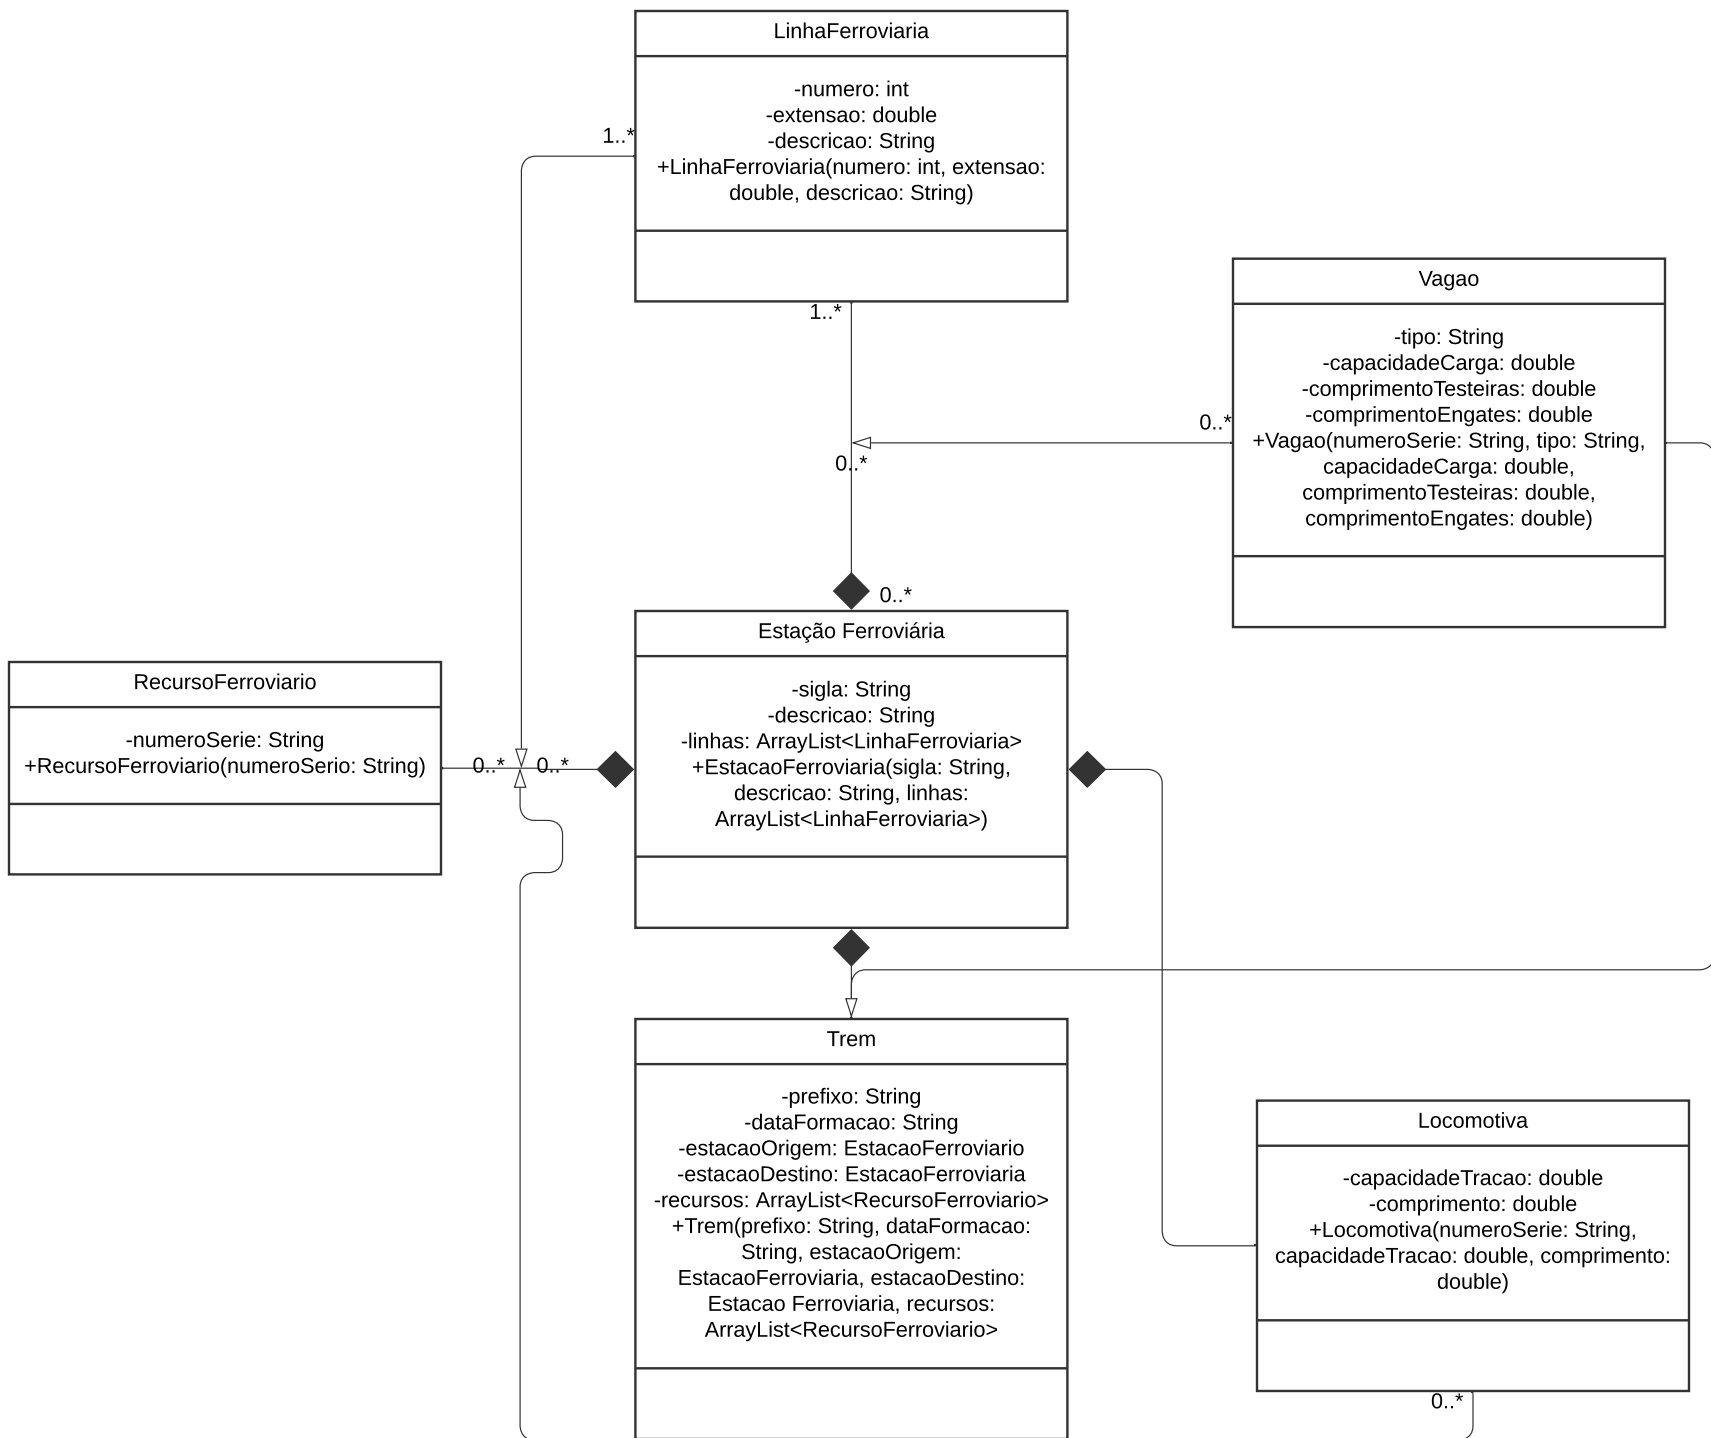 LinhaFerroviaria
-numero: int
-extensao: double
-descricao: String
+LinhaFerroviaria(numero: int, extensao:
double, descricao: String)
1..*
1..*
Vagao
-tipo: String
-capacidadeCarga: double
-comprimentoTesteiras: double
-comprimentoEngates: double
+Vagao(numeroSerie: String, tipo: String,
capacidadeCarga: double,
comprimentoTesteiras: double,
comprimentoEngates: double)
0..*
0..*
0..*
Estação Ferroviária
-sigla: String
-descricao: String
-linhas: ArrayList<LinhaFerroviaria>
+EstacaoFerroviaria(sigla: String,
descricao: String, linhas:
ArrayList<LinhaFerroviaria>)
RecursoFerroviario
-numeroSerie: String
+RecursoFerroviario(numeroSerio: String)
0..*
0..*
Trem
-prefixo: String
-dataFormacao: String
-estacaoOrigem: EstacaoFerroviario
-estacaoDestino: EstacaoFerroviaria
-recursos: ArrayList<RecursoFerroviario>
+Trem(prefixo: String, dataFormacao:
String, estacaoOrigem:
EstacaoFerroviaria, estacaoDestino:
Estacao Ferroviaria, recursos:
ArrayList<RecursoFerroviario>
Locomotiva
-capacidadeTracao: double
-comprimento: double
+Locomotiva(numeroSerie: String,
capacidadeTracao: double, comprimento:
double)
0..*